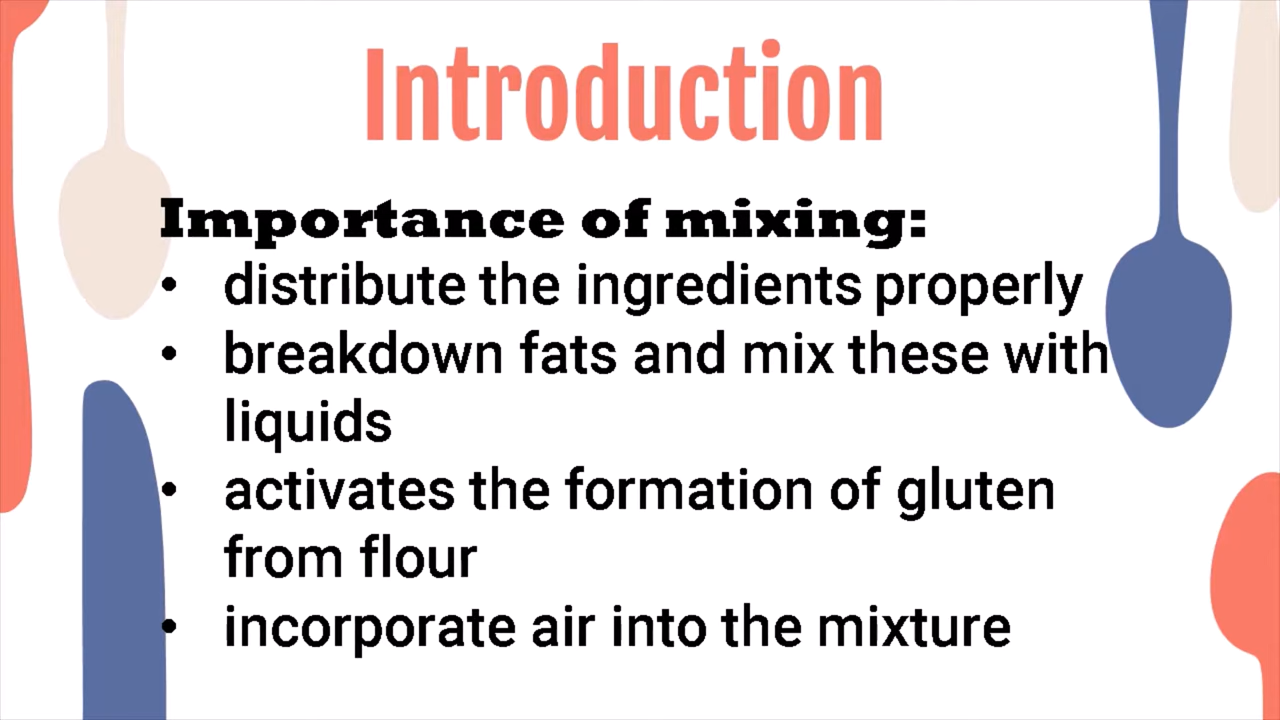 Introduction
Importance of mixing:
• distribute the ingredients properly
• breakdown fats and mix these with
liquids
• activates the formation of gluten
from flour
• incorporate air into the mixture